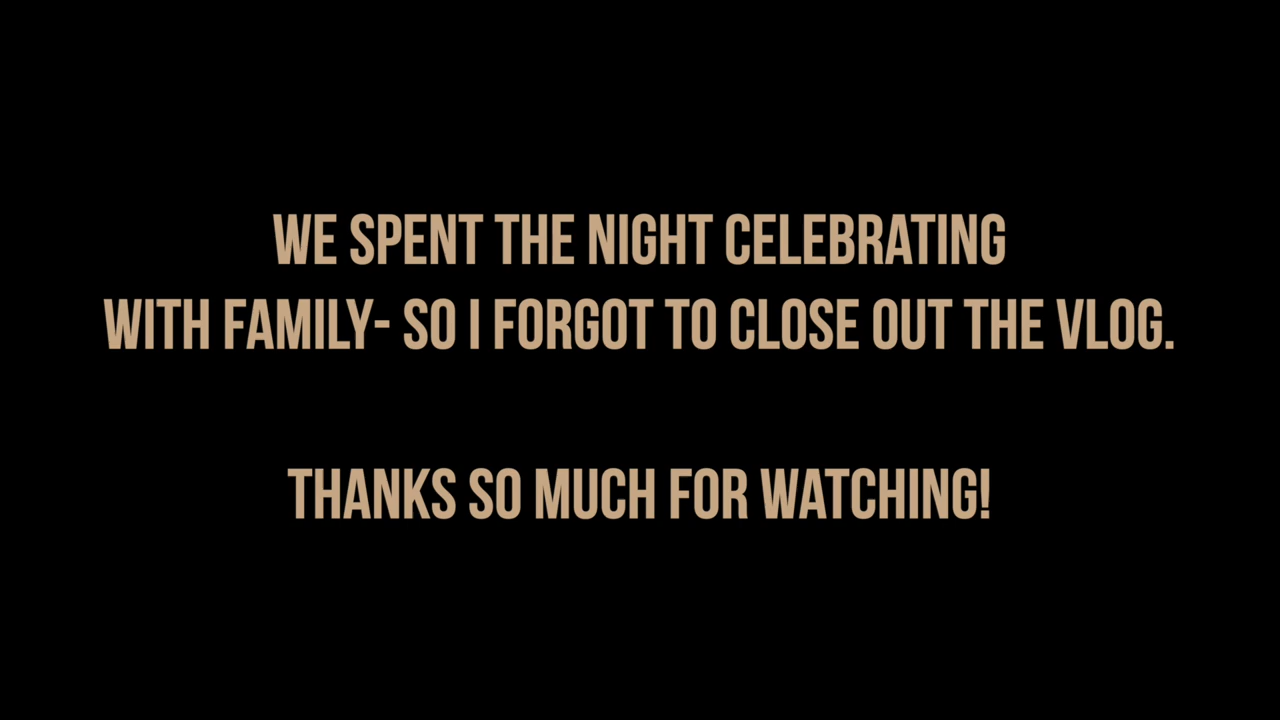 WE SPENT THE NIGHT CELEBRATING
WITH FAMILY- SO I FORGOT TO CLOSE OUT THE VLOG.
THANKS SO MUCH FOR WATCHING!